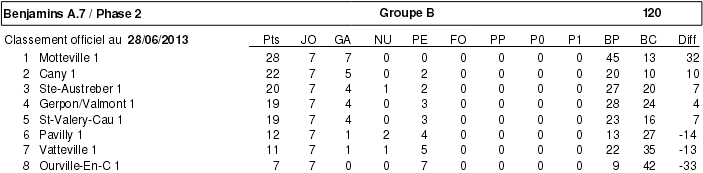 Benjamins A.7 / Phase 2 Groupe B 120
Classement officiel au 28/06/2013 Pts JO GA NU PE FO PP P0 P1 BP BC Diff
1 Motteville 1 28 7 7 0 0 0 0 0 0 45 13 32
2 Cany 1 22 7 5 0 2 0 0 0 0 20 10 10
3 Ste-Austreber 1 20 7 4 1 2 0 0 0 0 27 20 7
4 Gerpon/Valmont 1 19 7 4 0 3 0 0 0 0 28 24 4
5 St-Valery-Cau 1 19 7 4 0 3 0 0 0 0 23 16 7
6 Pavilly 1 12 7 1 2 4 0 0 0 0 13 27 -14
7 Vatteville 1 11 7 1 1 5 0 0 0 0 22 35 -13
8 Ourville-En-C 1 7 7 0 0 7 0 0 0 0 9 42 -33